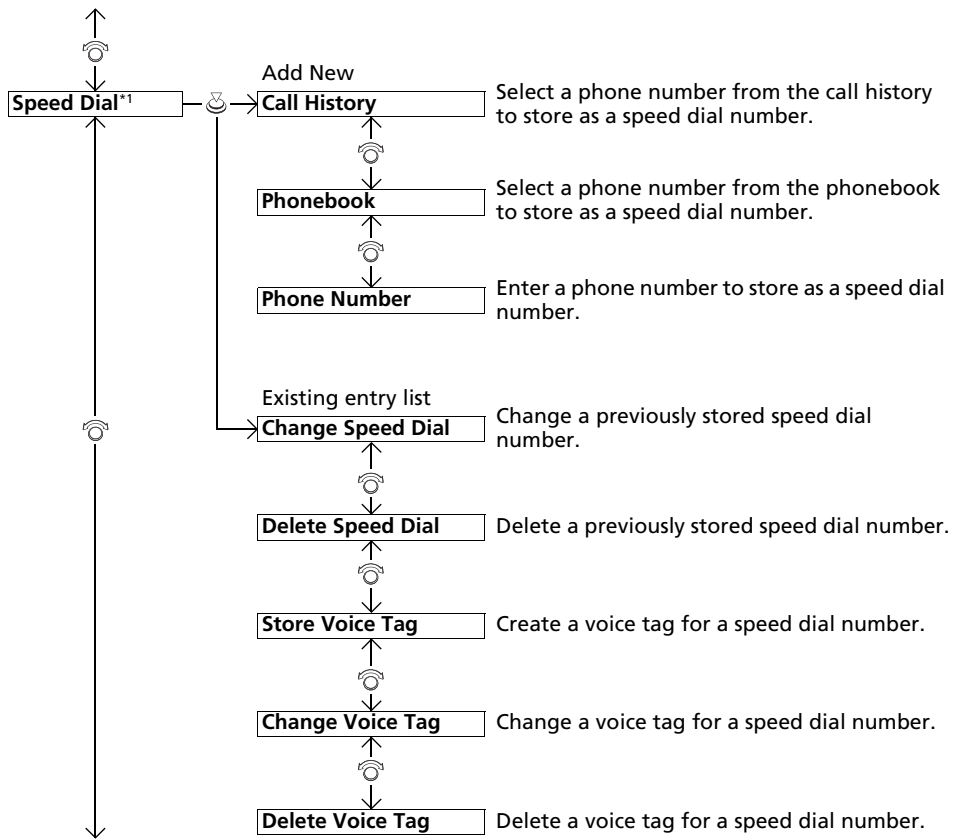 Add New
Speed Dial*1
Call History
Select a phone number from the call history
to store as a speed dial number.
Phonebook
Select a phone number from the phonebook
to store as a speed dial number.
Phone Number
Enter a phone number to store as a speed dial
number.
Existing entry list
Change Speed Dial
Change a previously stored speed dial
number.
Delete Speed Dial
Delete a previously stored speed dial number.
Store Voice Tag
Create a voice tag for a speed dial number.
Change Voice Tag
Change a voice tag for a speed dial number.
Delete Voice Tag
Delete a voice tag for a speed dial number.